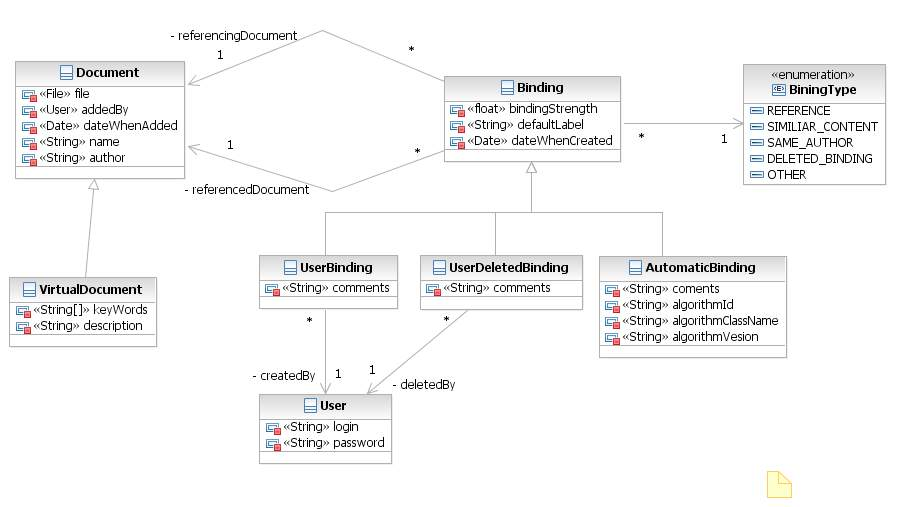 - referencingDocument
1
*
Document
«File» file
«User» addedBy
«Date» dateWhenAdded
«String» name
«String» author
Binding
«float» bindingStrength
«String» defaultLabel
«Date» dateWhenCreated
«enumeration»
BiningType
REFERENCE
SIMILIAR_CONTENT
SAME_AUTHOR
DELETED_BINDING
OTHER
*
1
1
*
- referencedDocument
VirtualDocument
«String[]» keyWords
«String» description
UserBinding
«String» comments
UserDeletedBinding
«String» comments
AutomaticBinding
«String» coments
«String» algorithmId
«String» algorithmClassName
«String» algorithmVesion
*
*
- createdBy
1
1
- deletedBy
User
«String» login
«String» password